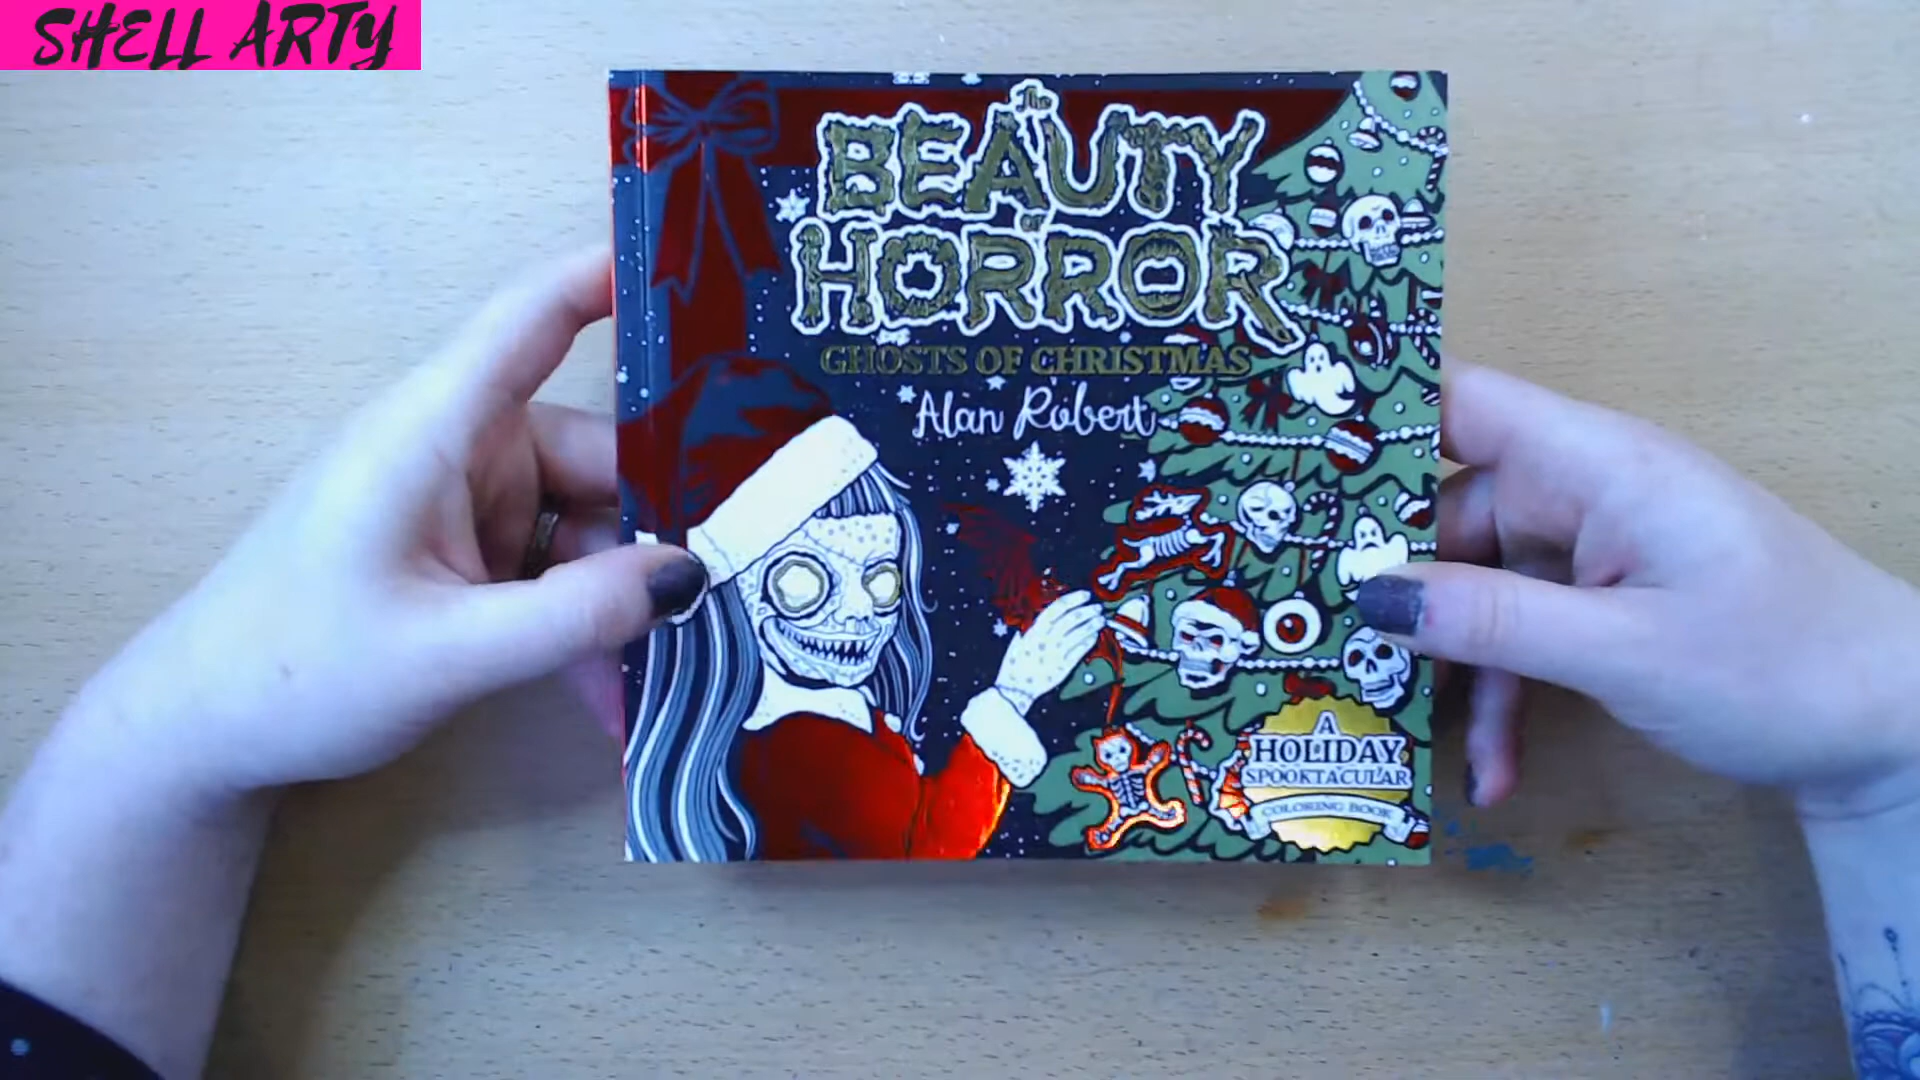 SHELL ARTY
The
BEAUTY
OF
HORROR
GHOSTS OF CHRISTMAS
Alan Robert
A
HOLIDAY
SPOOKTACULAR
COLORING BOOK